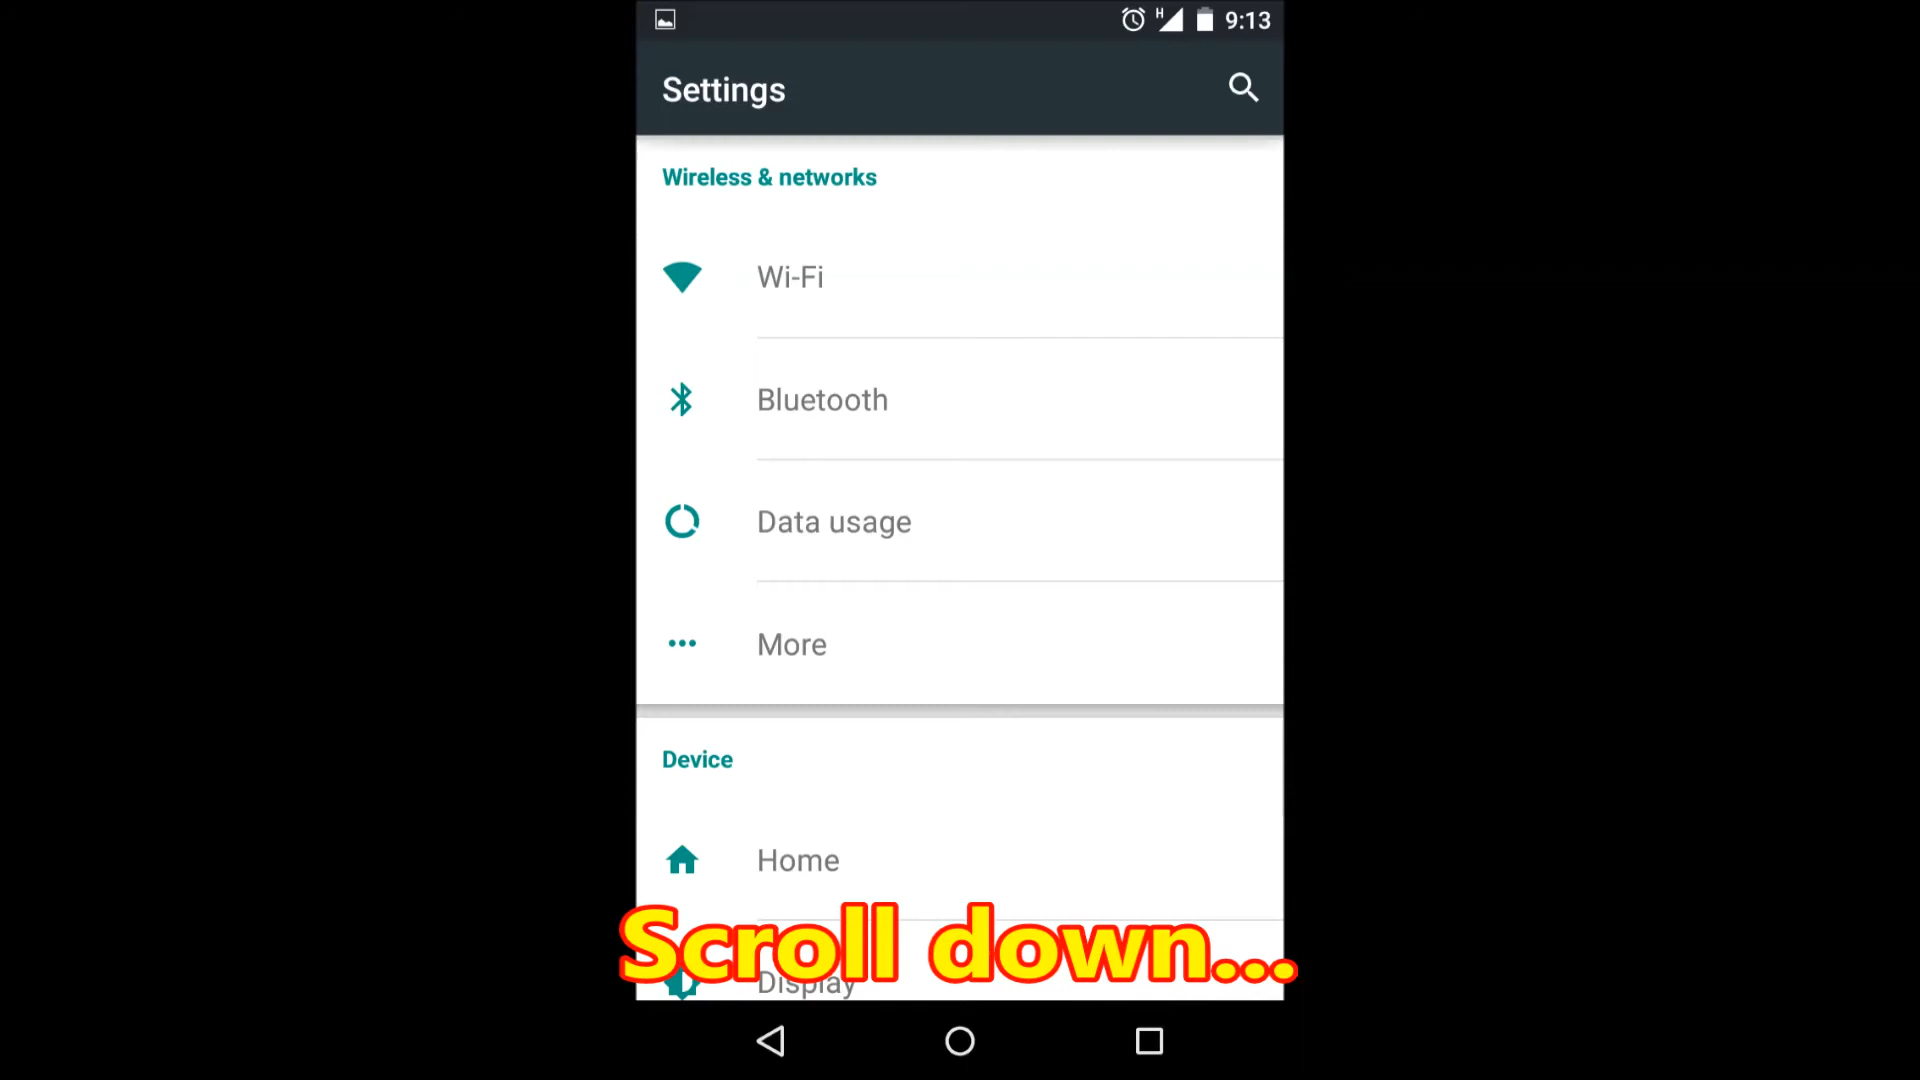 H 9:13
Settings
Wireless & networks
Wi-Fi
Bluetooth
Data usage
More
Device
Home
Scroll down...
Display